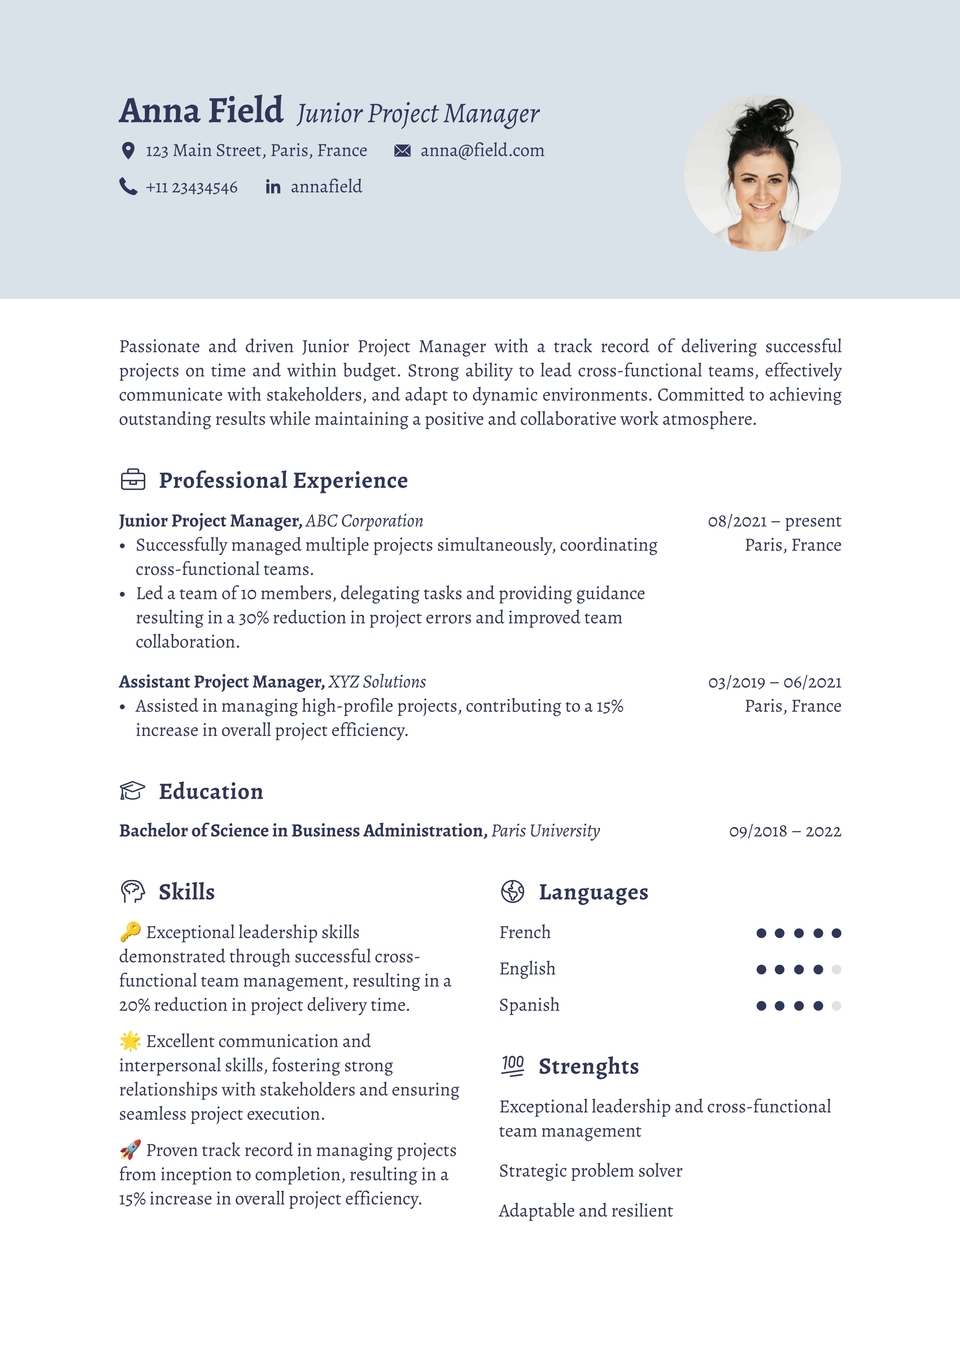 Anna Field Junior Project Manager
123 Main Street, Paris, France anna@field.com
+11 23434546 in annafield
Passionate and driven Junior Project Manager with a track record of delivering successful
projects on time and within budget. Strong ability to lead cross-functional teams, effectively
communicate with stakeholders, and adapt to dynamic environments. Committed to achieving
outstanding results while maintaining a positive and collaborative work atmosphere.
Professional Experience
Junior Project Manager, ABC Corporation 08/2021 – present
• Successfully managed multiple projects simultaneously, coordinating Paris, France
cross-functional teams.
• Led a team of 10 members, delegating tasks and providing guidance
resulting in a 30% reduction in project errors and improved team
collaboration.
Assistant Project Manager, XYZ Solutions 03/2019 – 06/2021
• Assisted in managing high-profile projects, contributing to a 15% Paris, France
increase in overall project efficiency.
Education
Bachelor of Science in Business Administration, Paris University 09/2018 – 2022
Skills
🔑 Exceptional leadership skills
demonstrated through successful cross-
functional team management, resulting in a
20% reduction in project delivery time.
🌟 Excellent communication and
interpersonal skills, fostering strong
relationships with stakeholders and ensuring
seamless project execution.
🚀 Proven track record in managing projects
from inception to completion, resulting in a
15% increase in overall project efficiency.
Languages
French
English
Spanish
100 Strenghts
Exceptional leadership and cross-functional
team management
Strategic problem solver
Adaptable and resilient